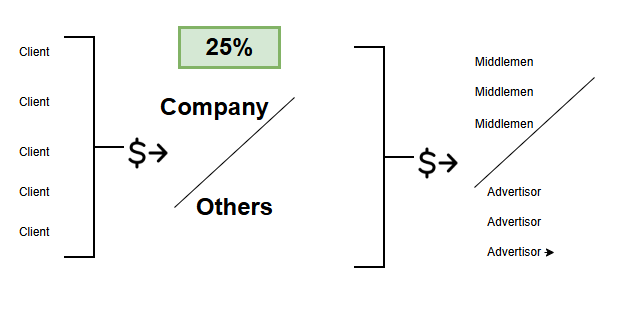 Client
Client
Client
Client
Client
$
25%
Company
Others
$
Middlemen
Middlemen
Middlemen
Advertisor
Advertisor
Advertisor